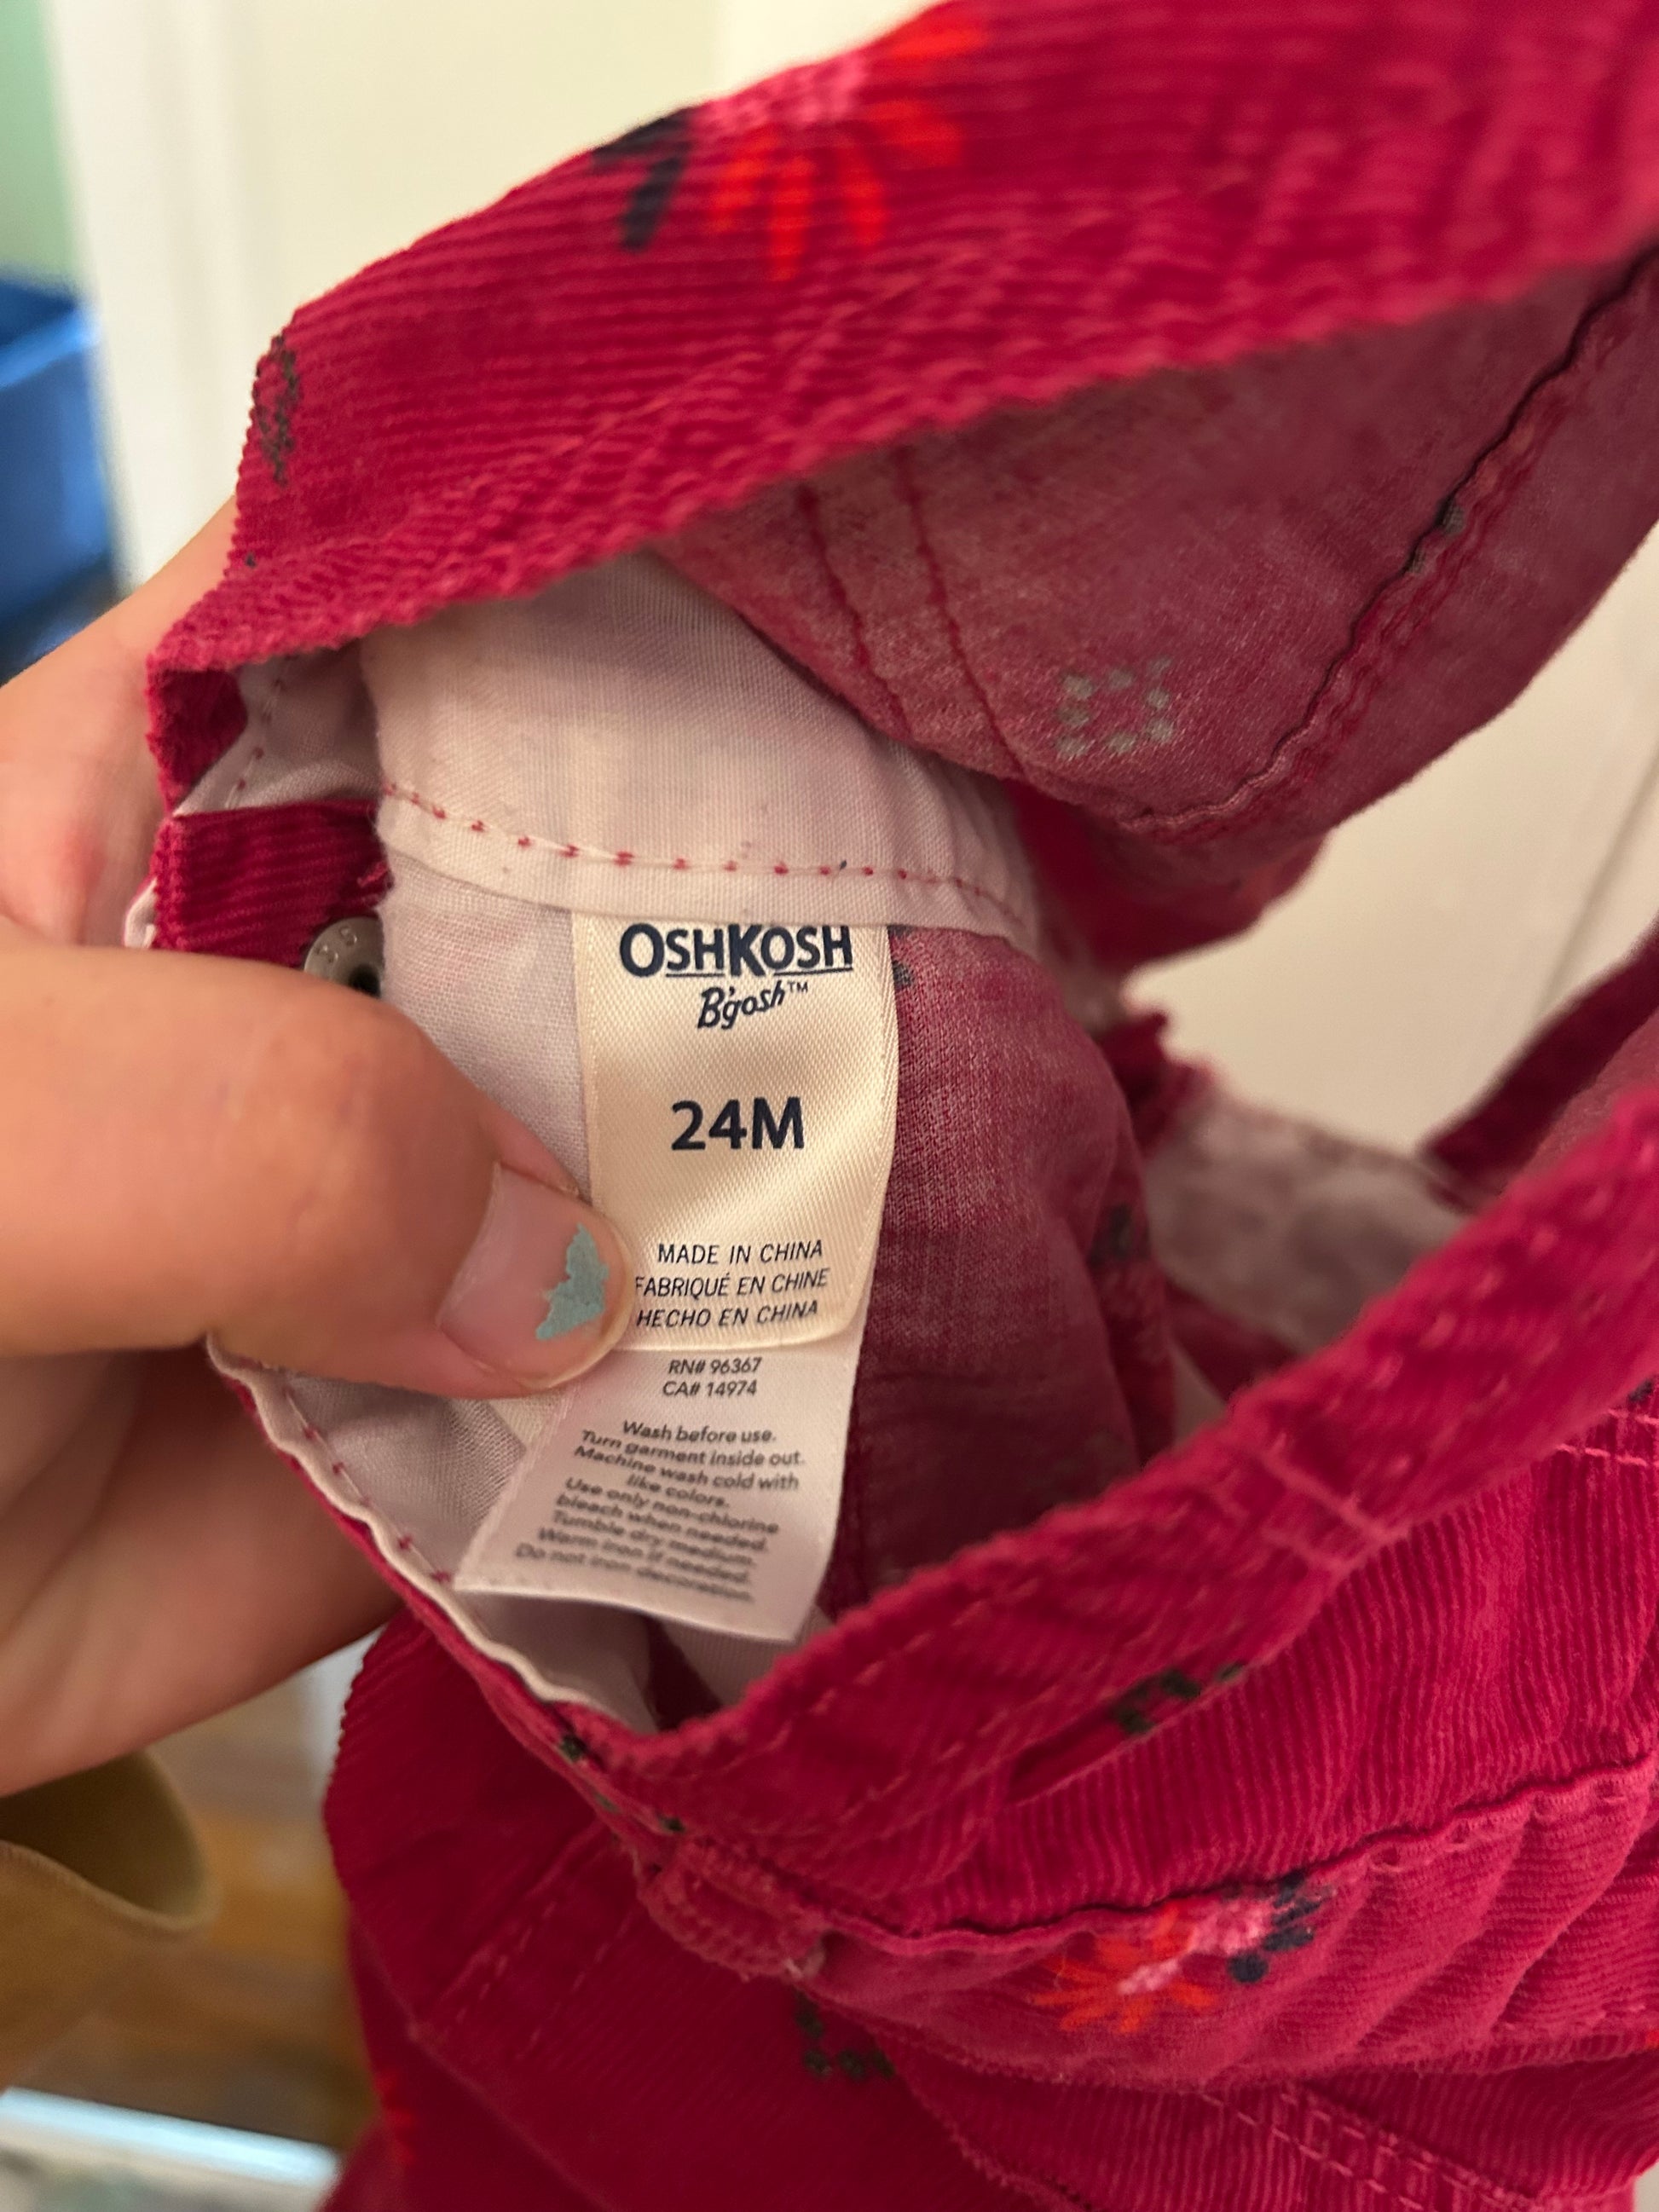 OSHKOSH
B'gosh™
24M
MADE IN CHINA
FABRIQUÉ EN CHINE
HECHO EN CHINA
RN# 96367
CA# 14974
Wash before use.
Turn garment inside out.
Machine wash cold with
like colors.
Use only non-chlorine
bleach when needed.
Tumble dry medium.
Warm iron if needed.
Do not iron decoration.